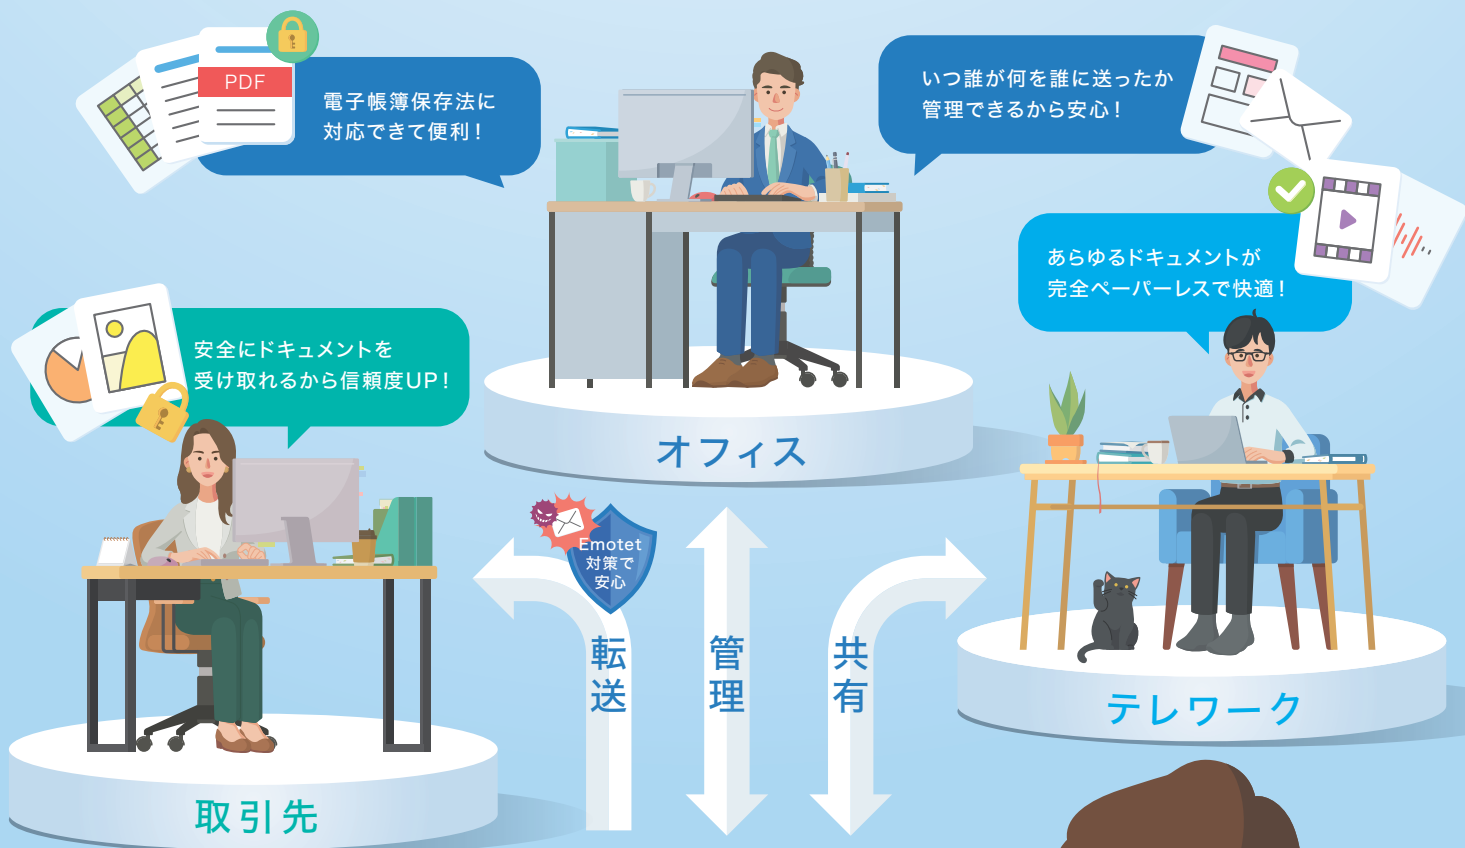 PDF
電子帳簿保存法に
対応できて便利！
いつ誰が何を誰に送ったか
管理できるから安心！
あらゆるドキュメントが
完全ペーパーレスで快適！
安全にドキュメントを
受け取れるから信頼度UP！
オフィス
Emotet
対策で
安心
転送
管理
共有
テレワーク
取引先